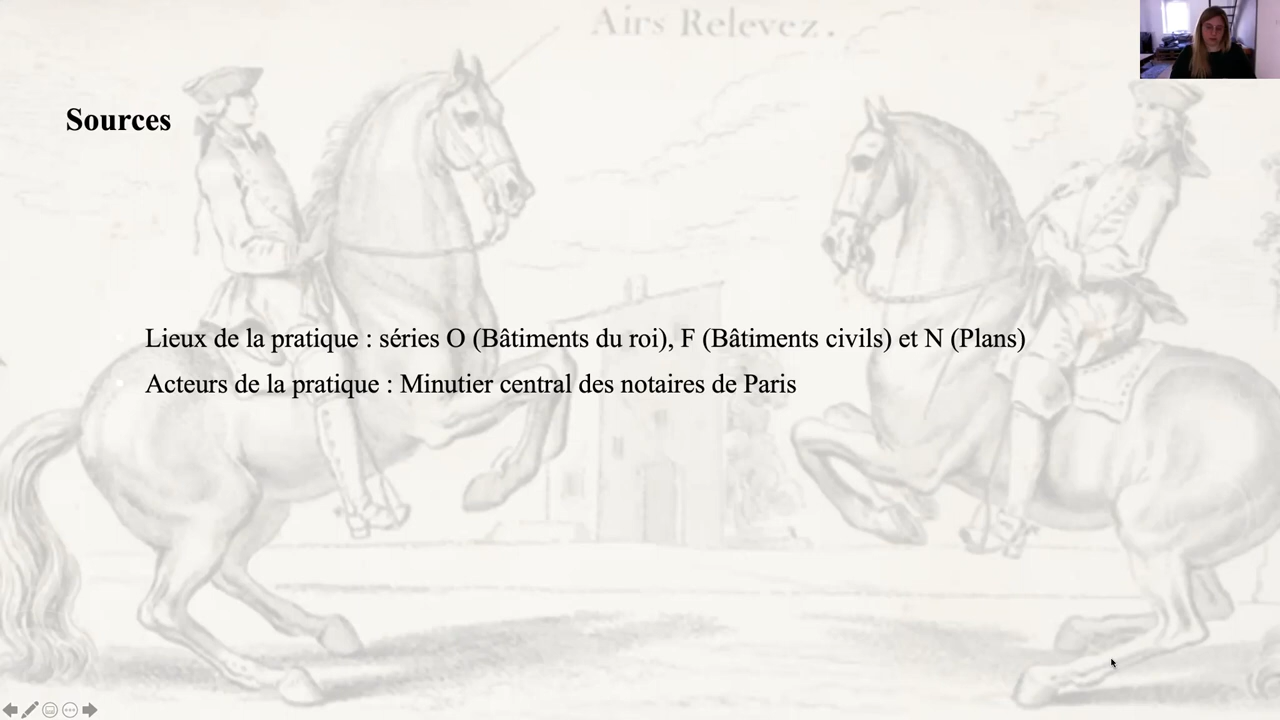 Airs Relevez.
Sources
Lieux de la pratique : séries O (Bâtiments du roi), F (Bâtiments civils) et N (Plans)
Acteurs de la pratique : Minutier central des notaires de Paris